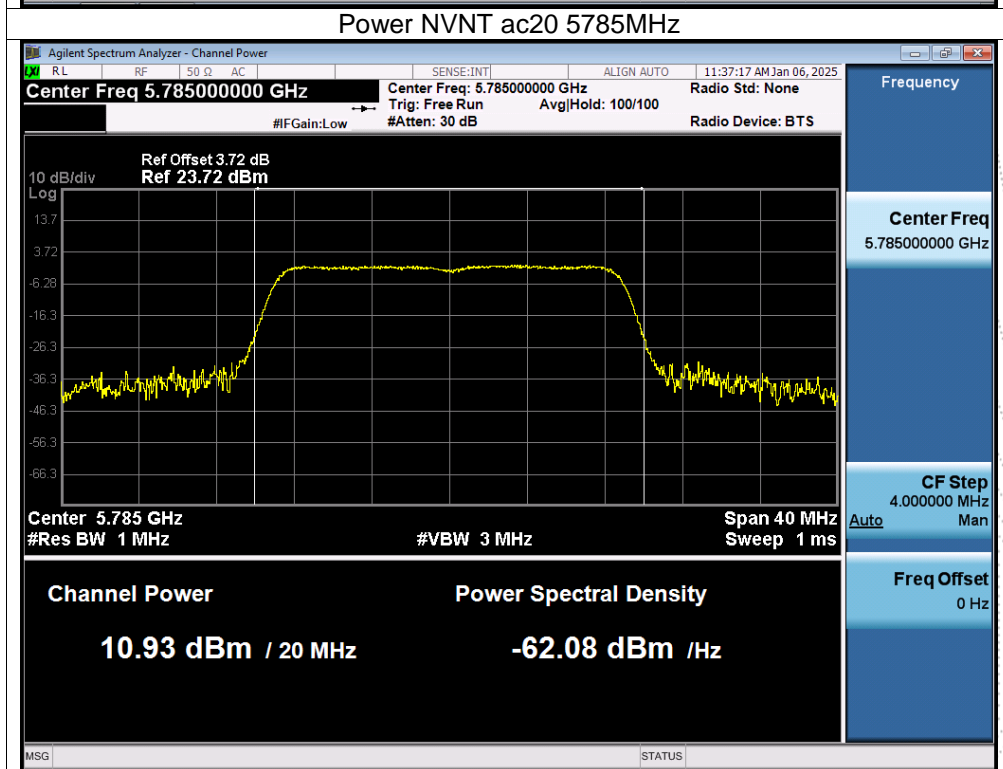 Power NVNT ac20 5785MHz
Agilent Spectrum Analyzer - Channel Power
LXI RL RF 50 Ω AC SENSE:INT ALIGN AUTO 11:37:17 AM Jan 06, 2025
Center Freq 5.785000000 GHz
#IFGain:Low
Center Freq: 5.785000000 GHz
Trig: Free Run Avg|Hold: 100/100
#Atten: 30 dB
Radio Std: None
Radio Device: BTS
Ref Offset 3.72 dB
10 dB/div Ref 23.72 dBm
Log
13.7
3.72
-6.28
-16.3
-26.3
-36.3
-46.3
-56.3
-66.3
Center 5.785 GHz Span 40 MHz
#Res BW 1 MHz #VBW 3 MHz Sweep 1 ms
Channel Power Power Spectral Density
10.93 dBm / 20 MHz -62.08 dBm /Hz
Frequency
Center Freq
5.785000000 GHz
CF Step
4.000000 MHz
Auto Man
Freq Offset
0 Hz
MSG STATUS